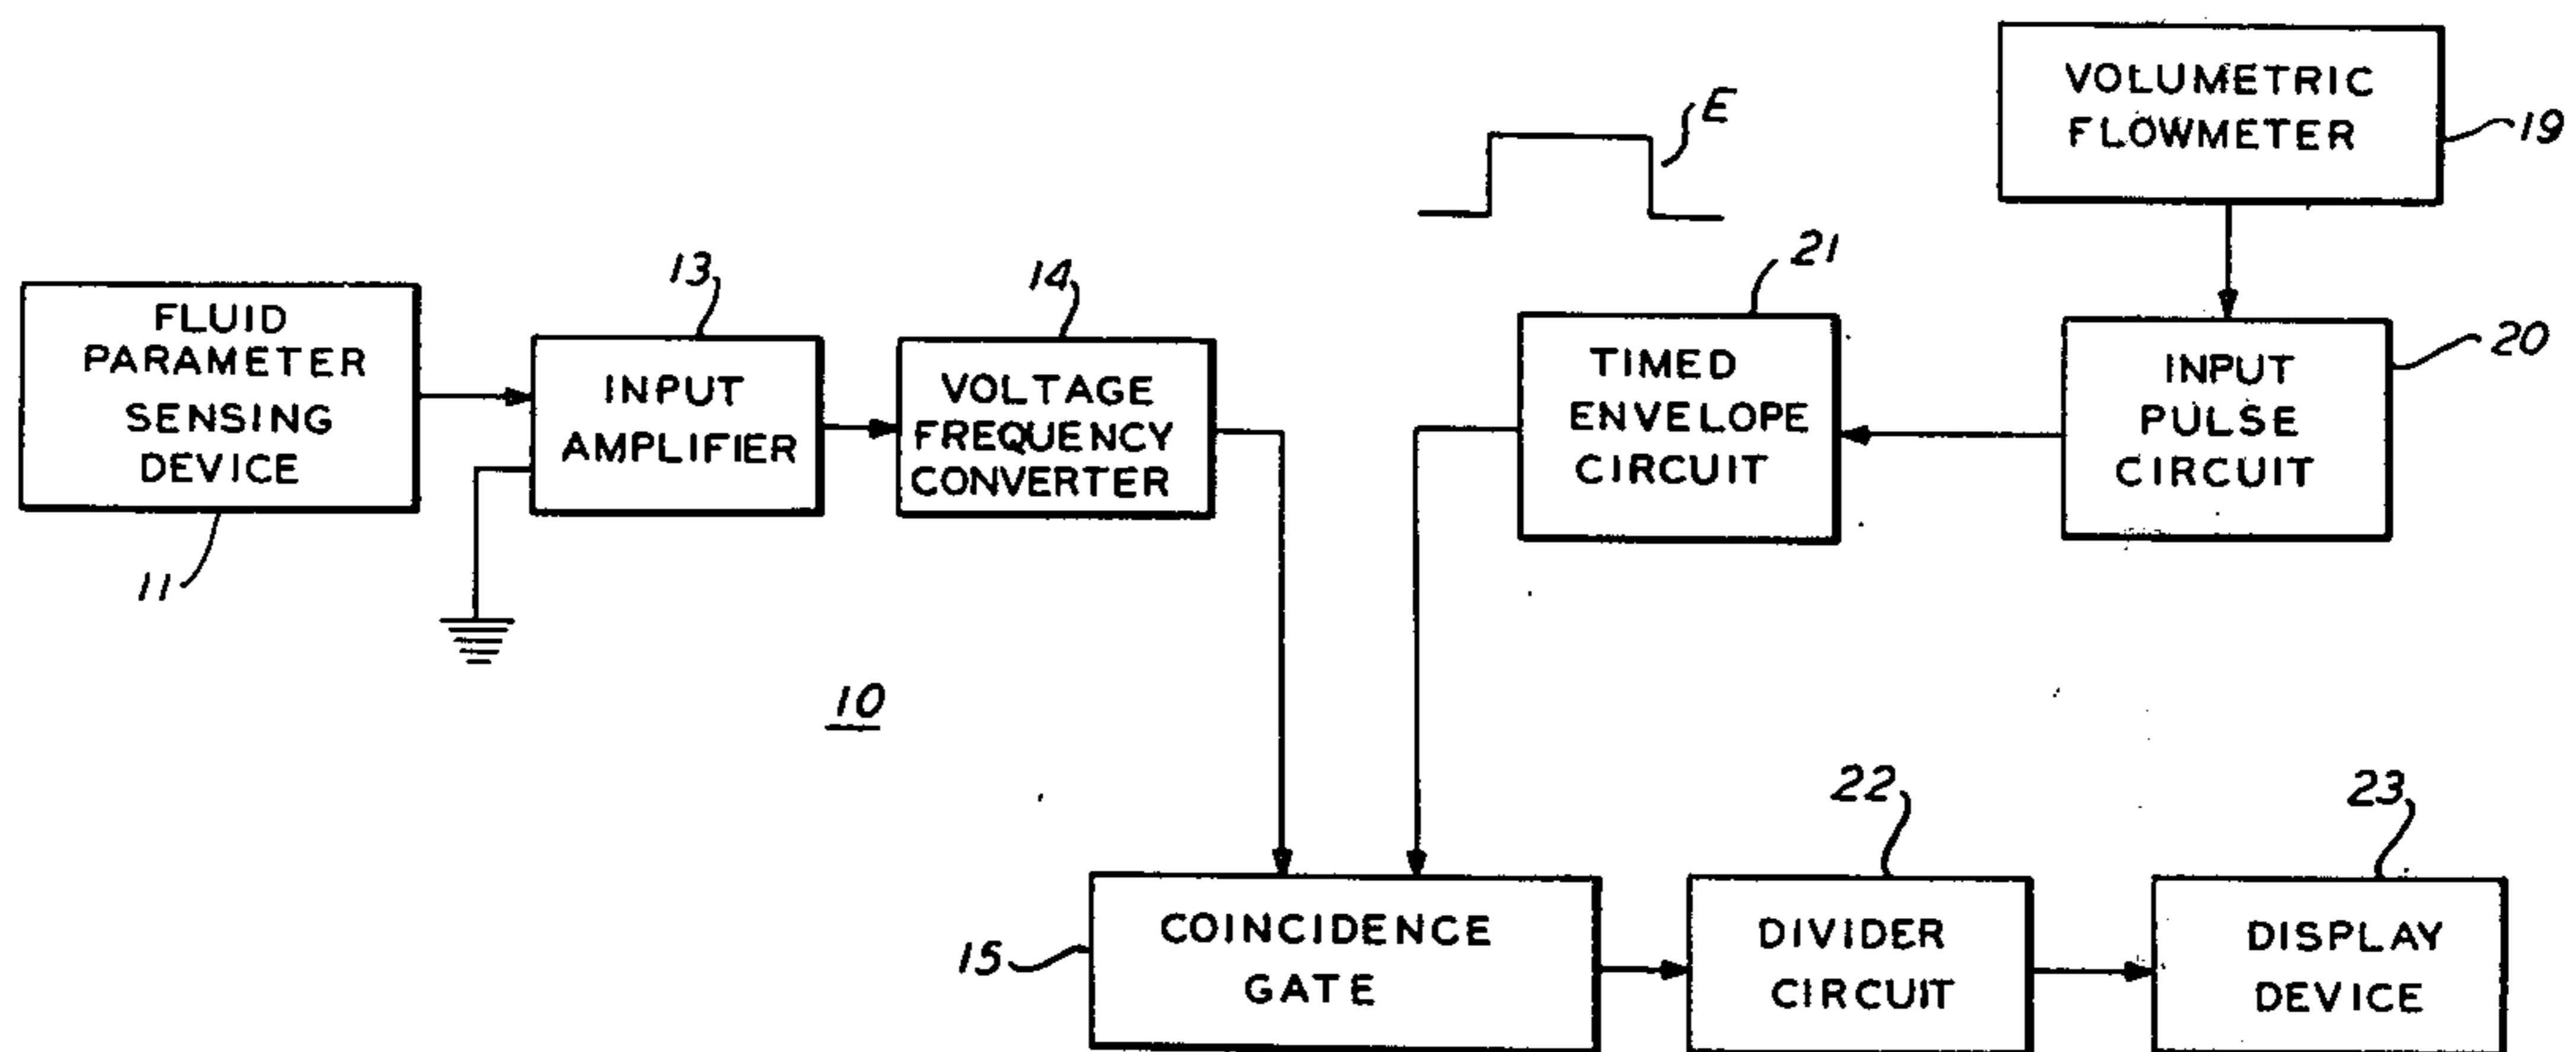 VOLUMETRIC
FLOWMETER
19
E
FLUID
PARAMETER
SENSING
DEVICE
11
13
INPUT
AMPLIFIER
14
VOLTAGE
FREQUENCY
CONVERTER
21
TIMED
ENVELOPE
CIRCUIT
20
INPUT
PULSE
CIRCUIT
10
15
COINCIDENCE
GATE
22
DIVIDER
CIRCUIT
23
DISPLAY
DEVICE